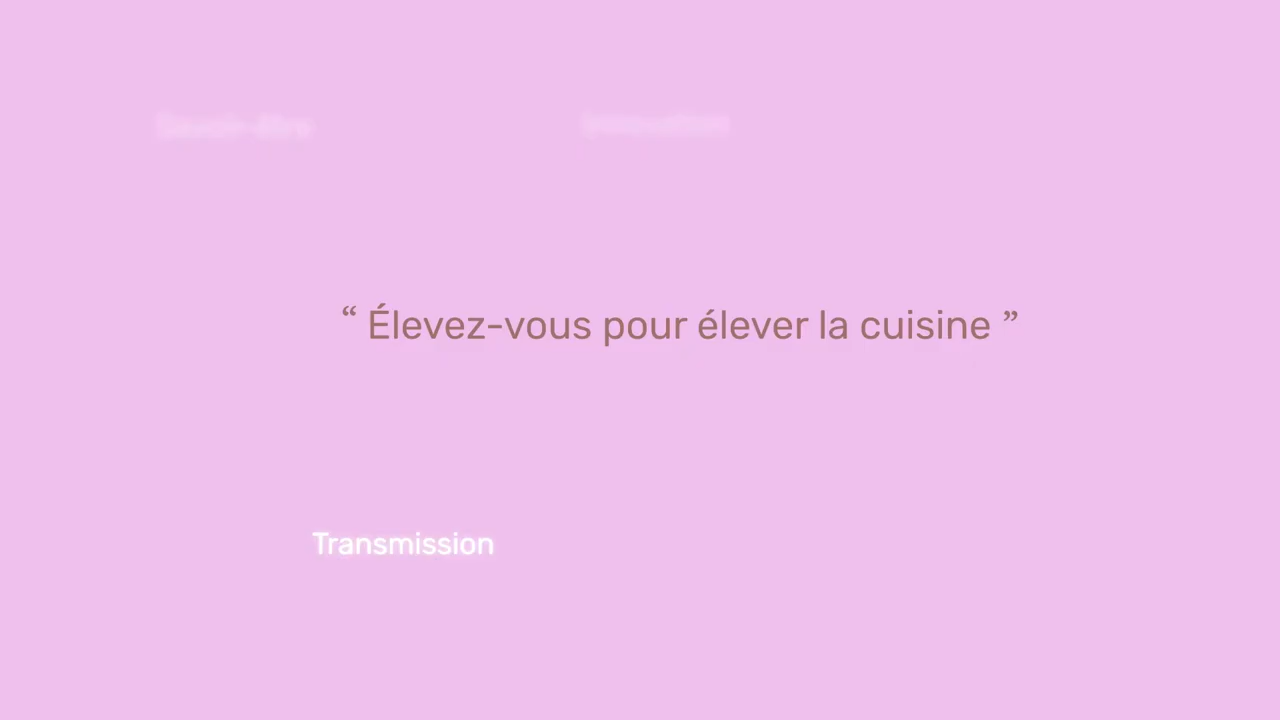 “ Élevez-vous pour élever la cuisine ”
Transmission